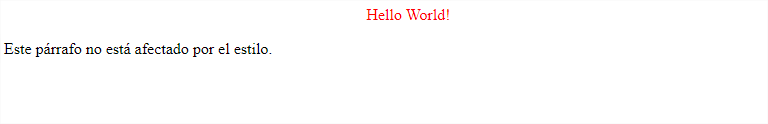 Hello World!
Este párrafo no está afectado por el estilo.